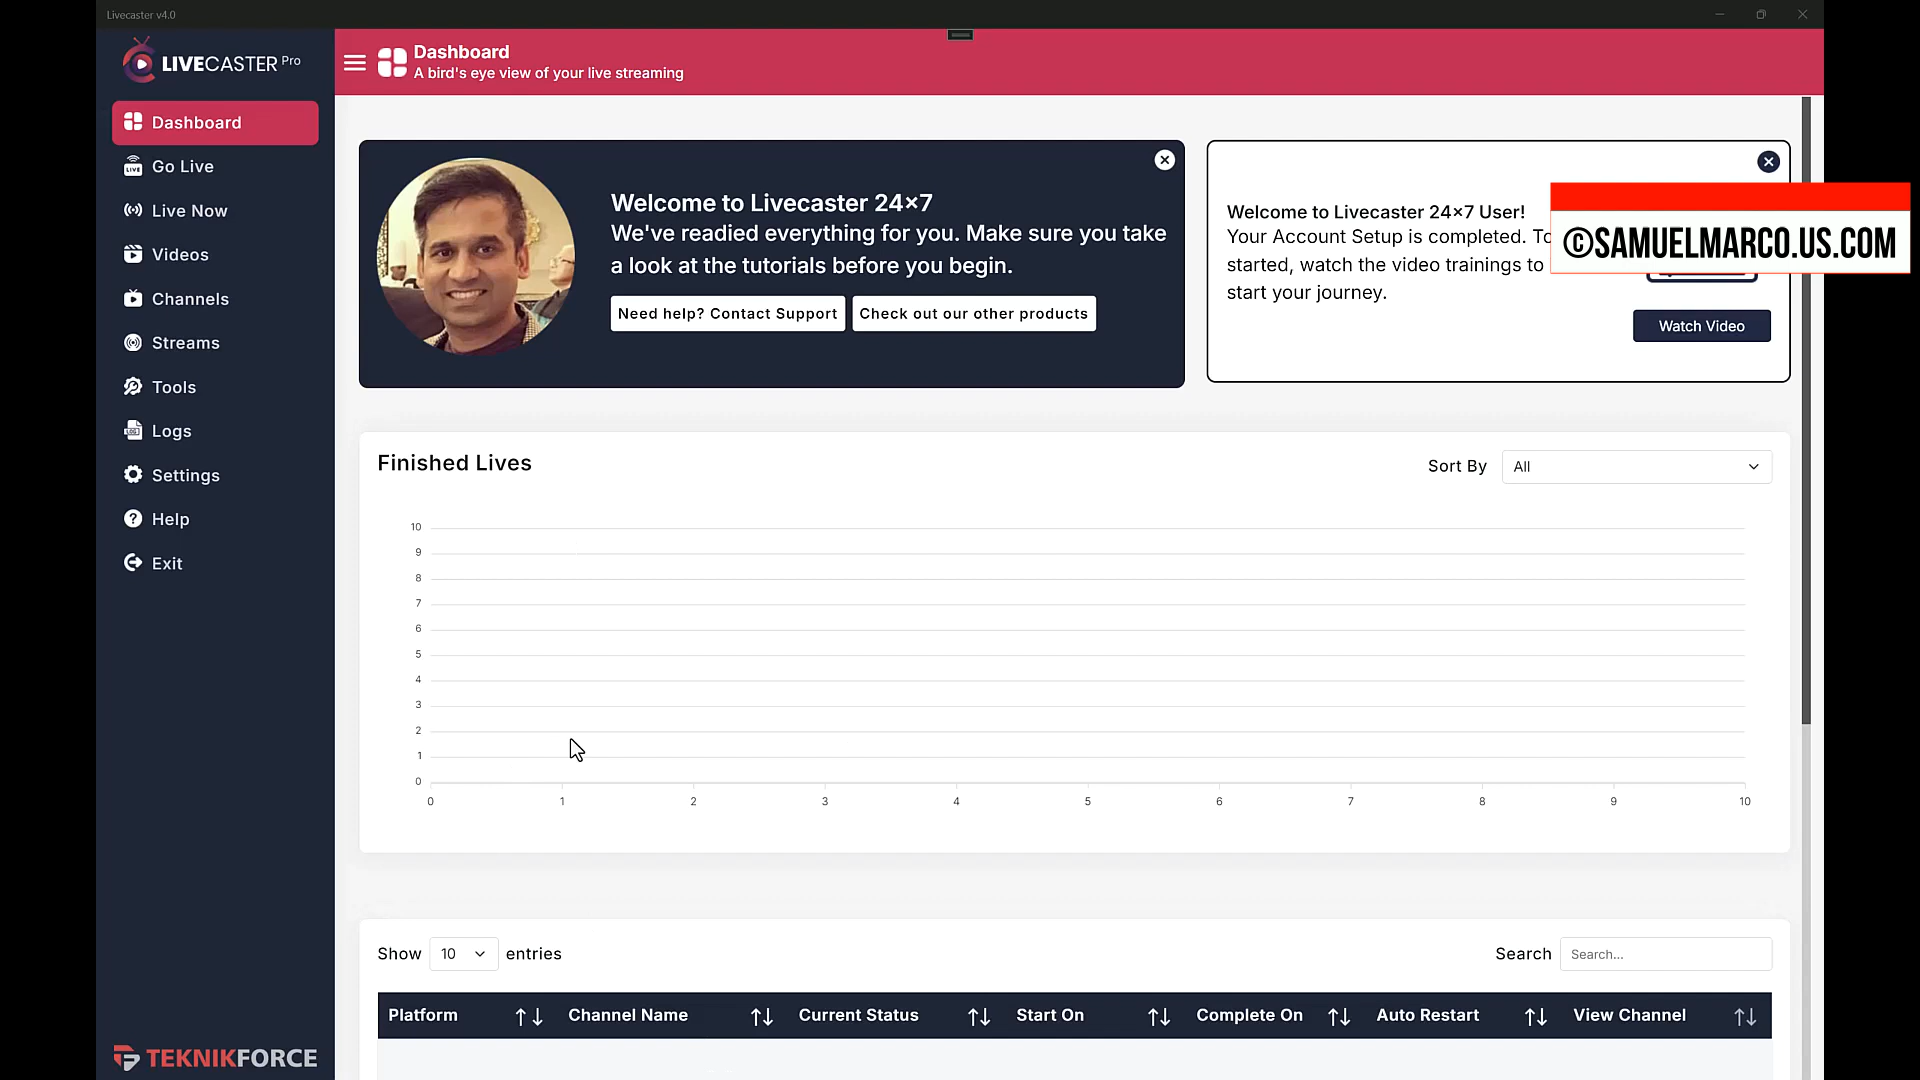 Livecaster v4.0
LIVECASTER Pro
Dashboard
A bird's eye view of your live streaming
Dashboard
Go Live
Live Now
Videos
Channels
Streams
Tools
Logs
Settings
Help
Exit
TEKNIKFORCE
Welcome to Livecaster 24×7
We've readied everything for you. Make sure you take
a look at the tutorials before you begin.
Need help? Contact Support
Check out our other products
Welcome to Livecaster 24×7 User!
Your Account Setup is completed. To
started, watch the video trainings to
start your journey.
©SAMUELMARCO.US.COM
Watch Video
Finished Lives
Sort By All
10
9
8
7
6
5
4
3
2
1
0
0 1 2 3 4 5 6 7 8 9 10
Show 10 entries
Search Search...
Platform Channel Name Current Status Start On Complete On Auto Restart View Channel